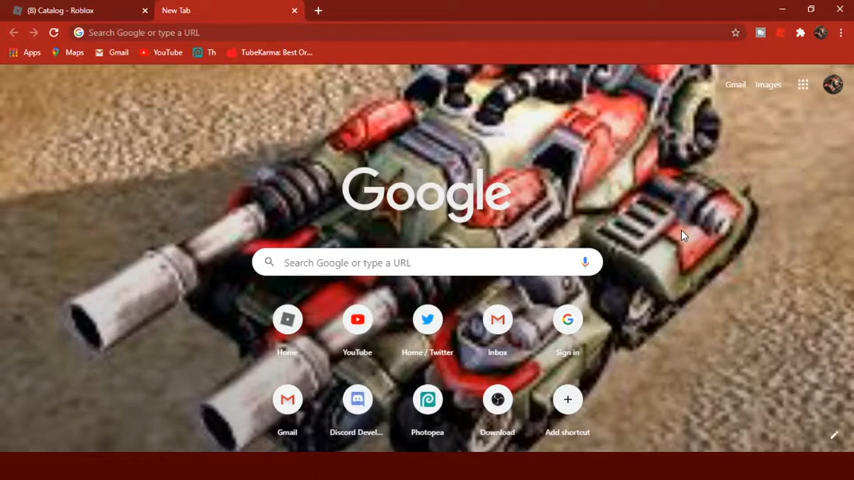 (8) Catalog - Roblox
New Tab
Search Google or type a URL
Apps
Maps
Gmail
YouTube
Th
TubeKarma: Best Or...
Gmail
Images
Google
Search Google or type a URL
Home
YouTube
Home / Twitter
Inbox
Sign in
Gmail
Discord Devel...
Photopea
Download
Add shortcut